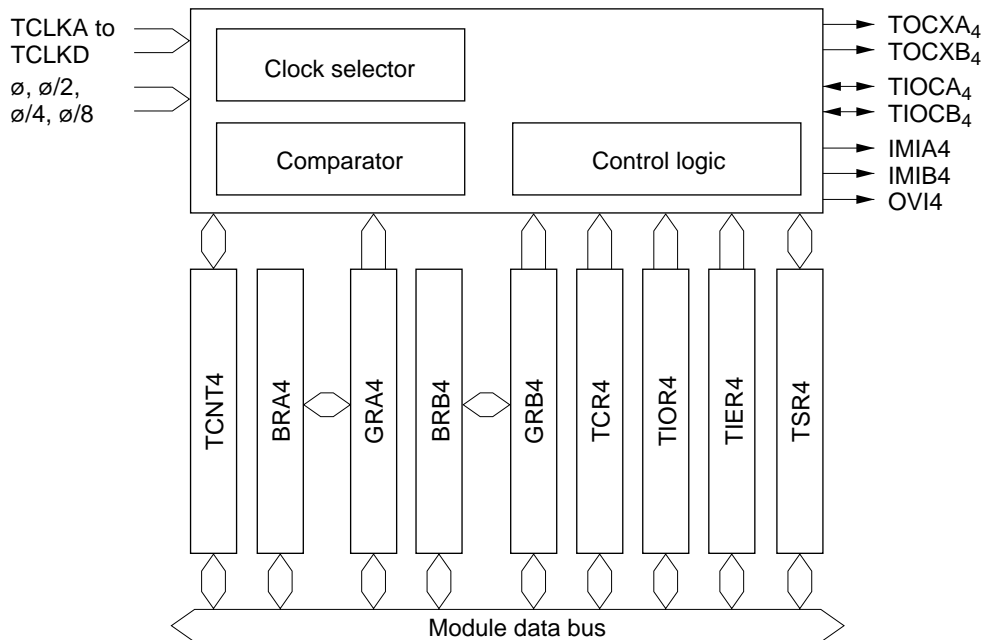 TCLKA to
TCLKD
ø, ø/2,
ø/4, ø/8
Clock selector
Comparator
Control logic
TOCXA4
TOCXB4
TIOCA4
TIOCB4
IMIA4
IMIB4
OVI4
TCNT4
BRA4
GRA4
BRB4
GRB4
TCR4
TIOR4
TIER4
TSR4
Module data bus